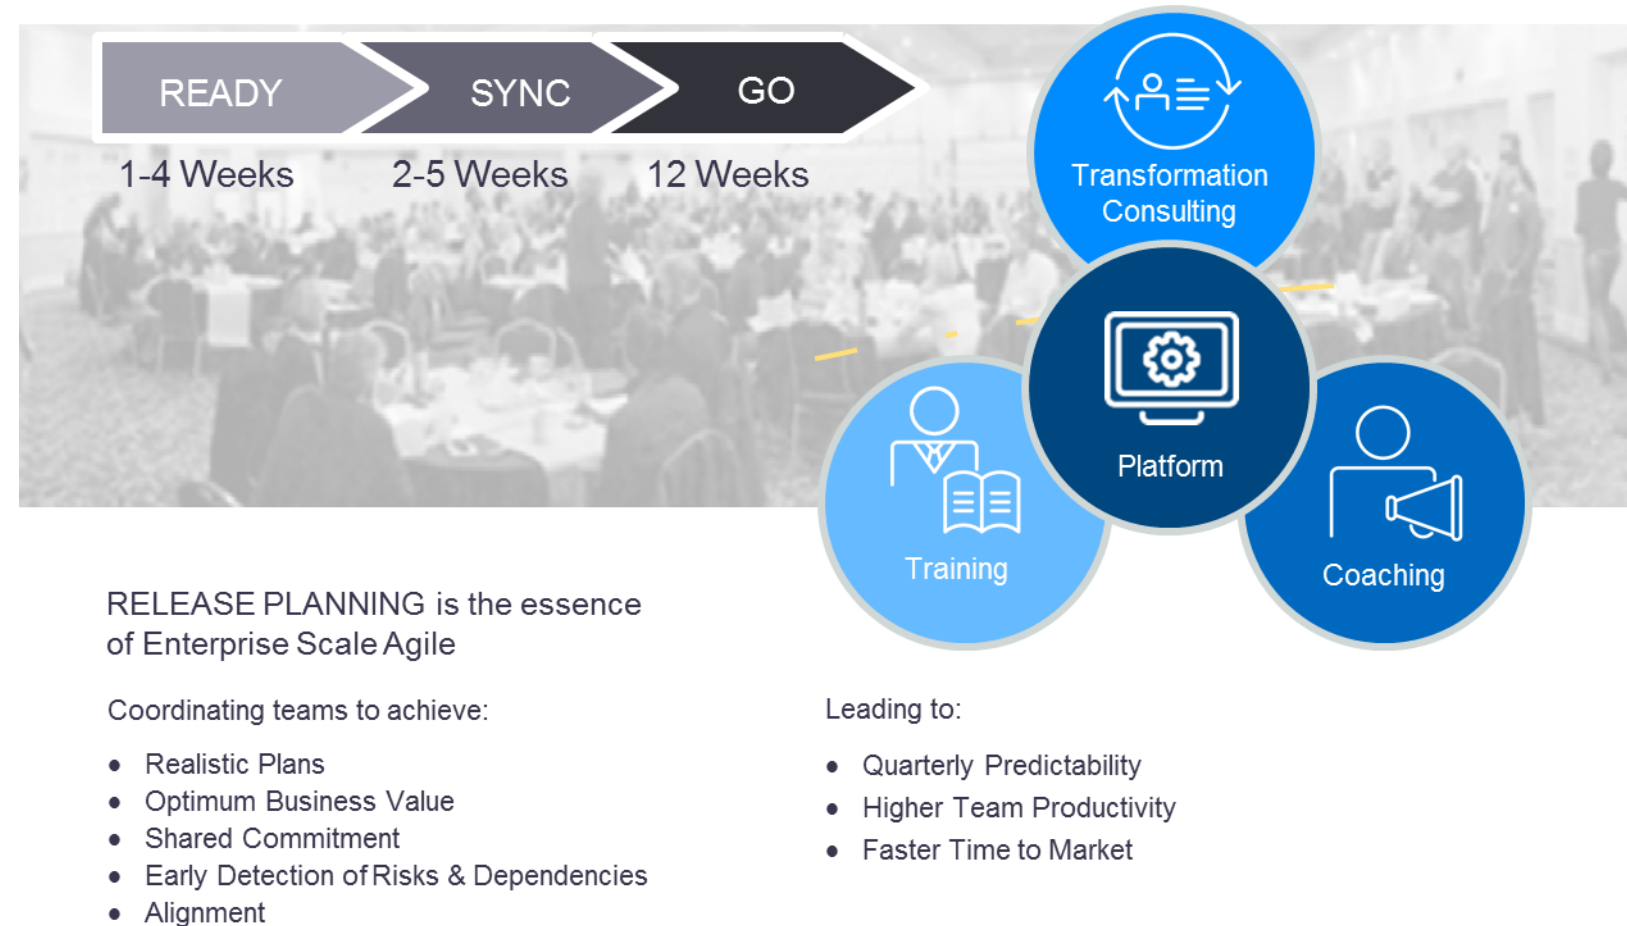 READY
SYNC
GO
1-4 Weeks
2-5 Weeks
12 Weeks
Transformation
Consulting
Platform
Training
Coaching
RELEASE PLANNING is the essence
of Enterprise Scale Agile
Coordinating teams to achieve:
● Realistic Plans
● Optimum Business Value
● Shared Commitment
● Early Detection of Risks & Dependencies
● Alignment
Leading to:
● Quarterly Predictability
● Higher Team Productivity
● Faster Time to Market